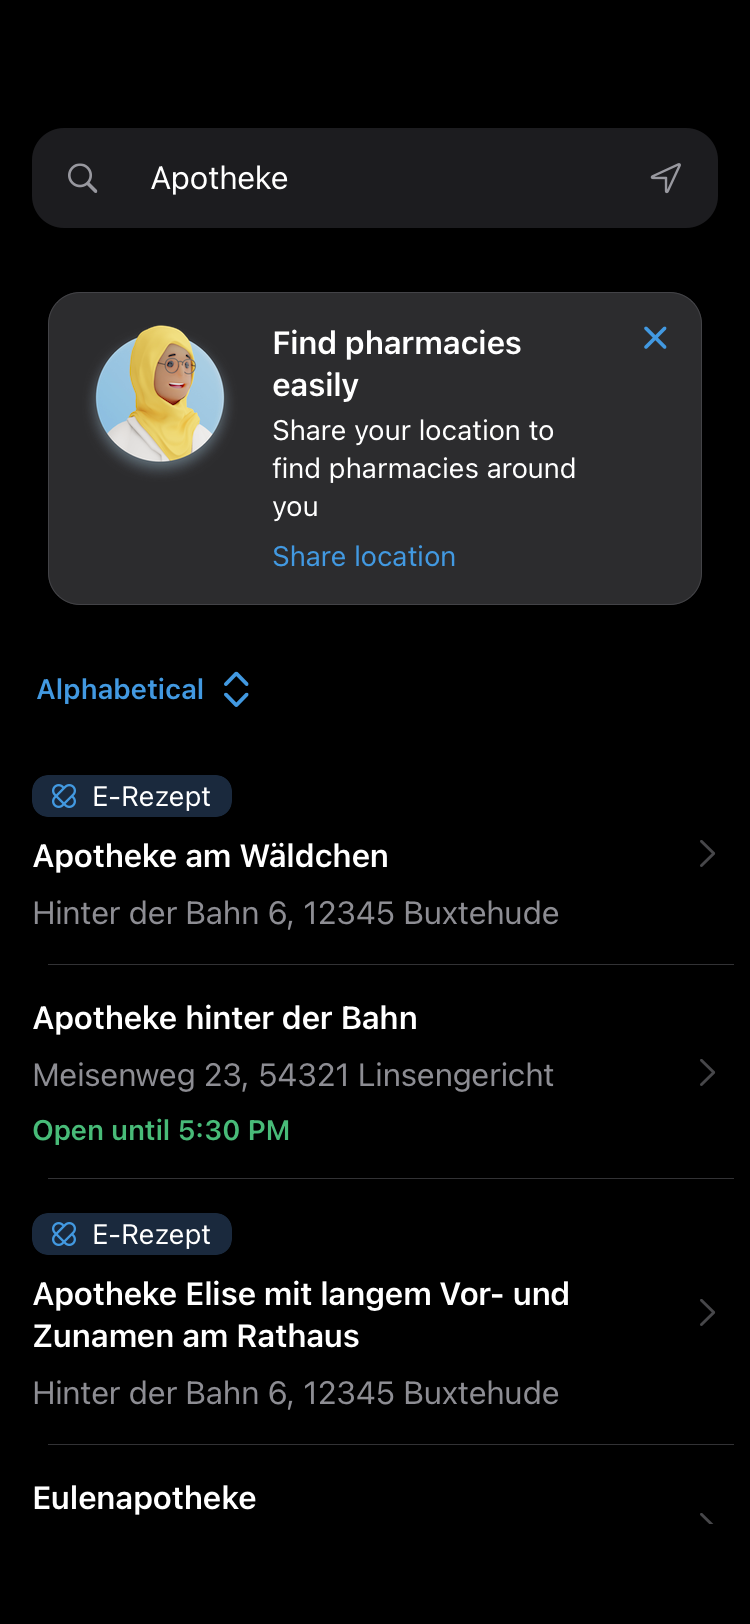 Apotheke
Find pharmacies
easily
Share your location to
find pharmacies around
you
Share location
Alphabetical
E-Rezept
Apotheke am Wäldchen
Hinter der Bahn 6, 12345 Buxtehude
Apotheke hinter der Bahn
Meisenweg 23, 54321 Linsengericht
Open until 5:30 PM
E-Rezept
Apotheke Elise mit langem Vor- und
Zunamen am Rathaus
Hinter der Bahn 6, 12345 Buxtehude
Eulenapotheke